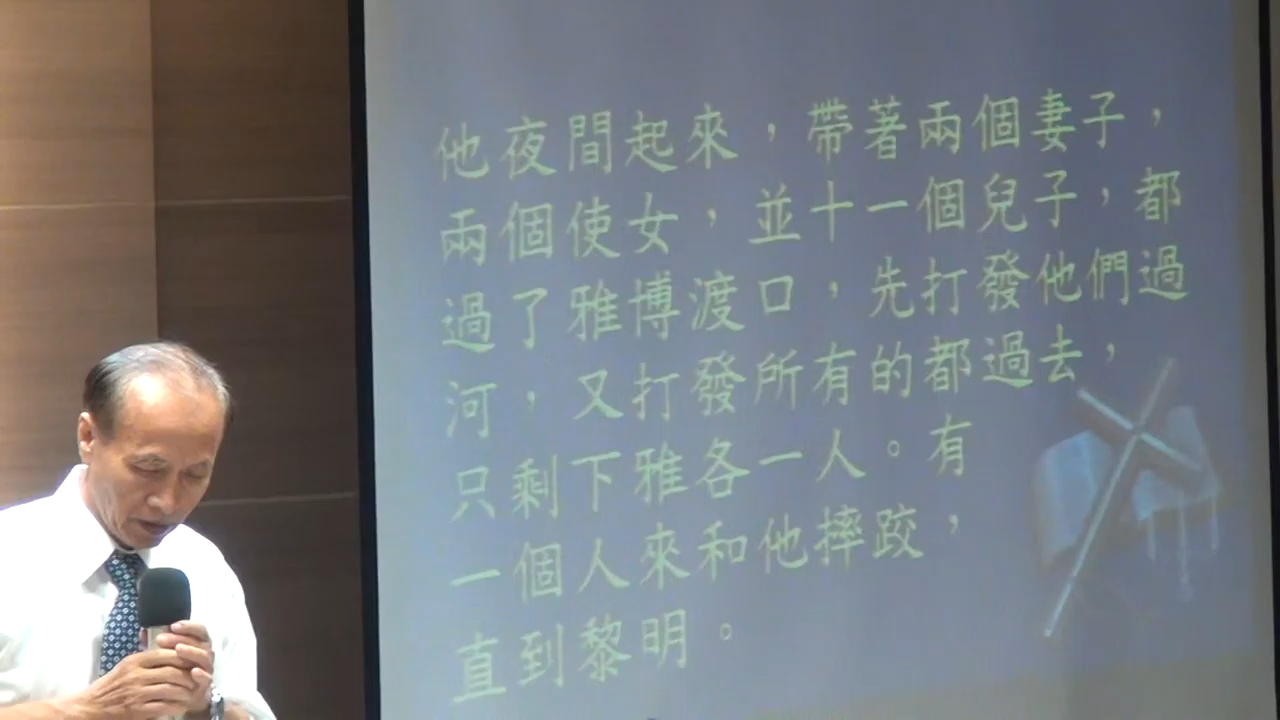 他夜間起來，帶著兩個妻子，
兩個使女，並十一個兒子，都
過了雅博渡口，先打發他們過
河，又打發所有的都過去，
只剩下雅各一人。有
一個人來和他摔跤，
直到黎明。